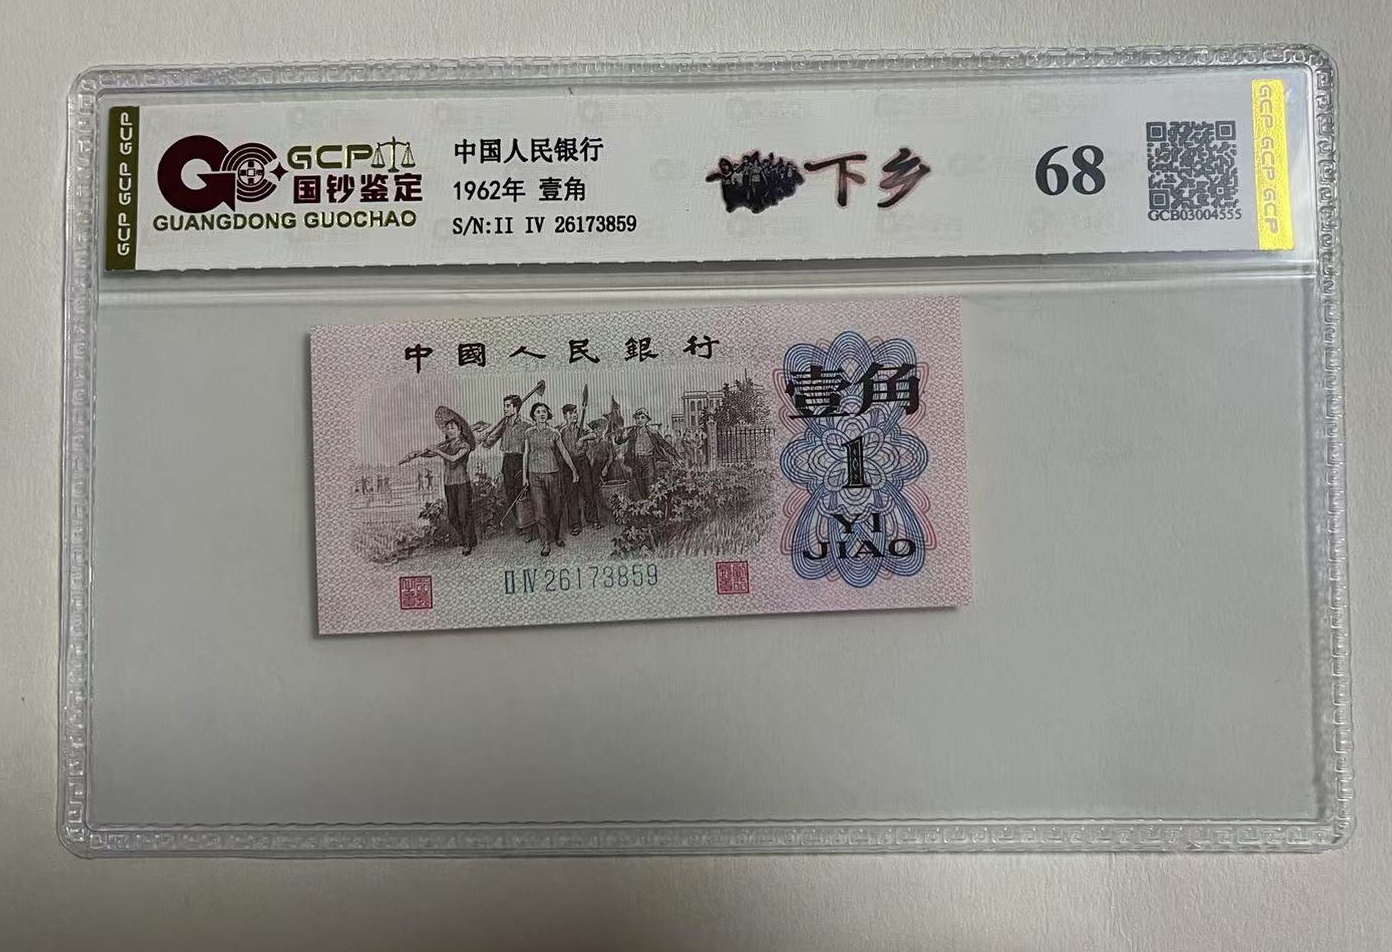 GCP GCP GCP
GCP
国钞鉴定
GUANGDONG GUOCHAO
中国人民银行
1962年 壹角
S/N:II IV 26173859
下乡
68
GCB03004555
GCP GCP GCP
中國人民銀行
壹角
1
YI
JIAO
II IV 26173859